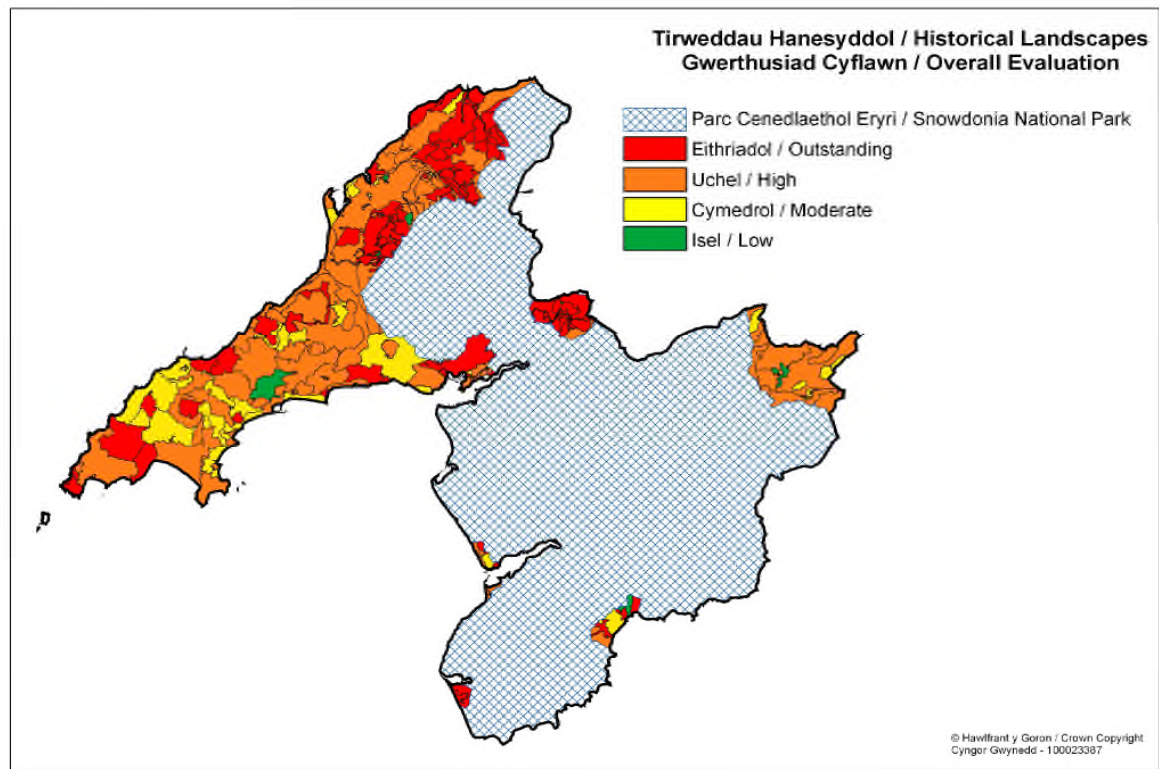 Tirweddau Hanesyddol / Historical Landscapes
Gwerthusiad Cyflawn / Overall Evaluation
Parc Cenedlaethol Eryri / Snowdonia National Park
Eithriadol / Outstanding
Uchel / High
Cymedrol / Moderate
Isel / Low
© Hawlfraint y Goron / Crown Copyright
Cyngor Gwynedd - 100023387